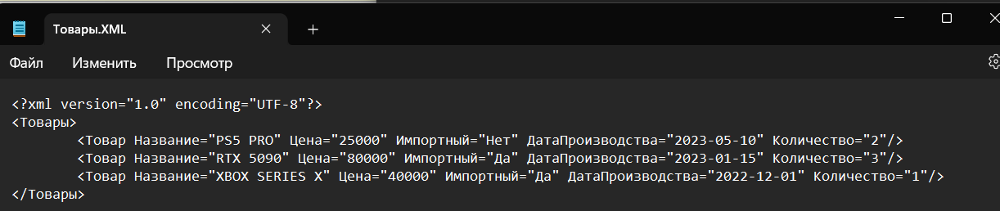 Товары.XML
Файл Изменить Просмотр
<?xml version="1.0" encoding="UTF-8"?>
<Товары>
<Товар Название="PS5 PRO" Цена="25000" Импортный="Нет" ДатаПроизводства="2023-05-10" Количество="2"/>
<Товар Название="RTX 5090" Цена="80000" Импортный="Да" ДатаПроизводства="2023-01-15" Количество="3"/>
<Товар Название="XBOX SERIES X" Цена="40000" Импортный="Да" ДатаПроизводства="2022-12-01" Количество="1"/>
</Товары>